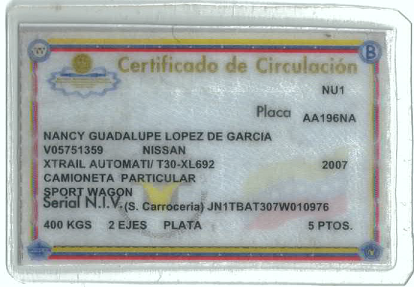 Certificado de Circulación
NU1
Placa AA196NA
NANCY GUADALUPE LOPEZ DE GARCIA
V05751359 NISSAN
XTRAIL AUTOMATI/ T30-XL692 2007
CAMIONETA PARTICULAR
SPORT WAGON
Serial N.I.V. (S. Carroceria) JN1TBAT307W010976
400 KGS 2 EJES PLATA 5 PTOS.